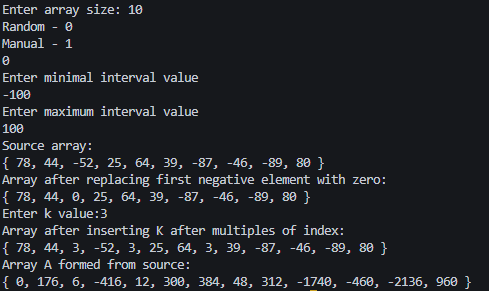 Enter array size: 10
Random - 0
Manual - 1
0
Enter minimal interval value
-100
Enter maximum interval value
100
Source array:
{ 78, 44, -52, 25, 64, 39, -87, -46, -89, 80 }
Array after replacing first negative element with zero:
{ 78, 44, 0, 25, 64, 39, -87, -46, -89, 80 }
Enter k value:3
Array after inserting K after multiples of index:
{ 78, 44, 3, -52, 3, 25, 64, 3, 39, -87, -46, -89, 80 }
Array A formed from source:
{ 0, 176, 6, -416, 12, 300, 384, 48, 312, -1740, -460, -2136, 960 }